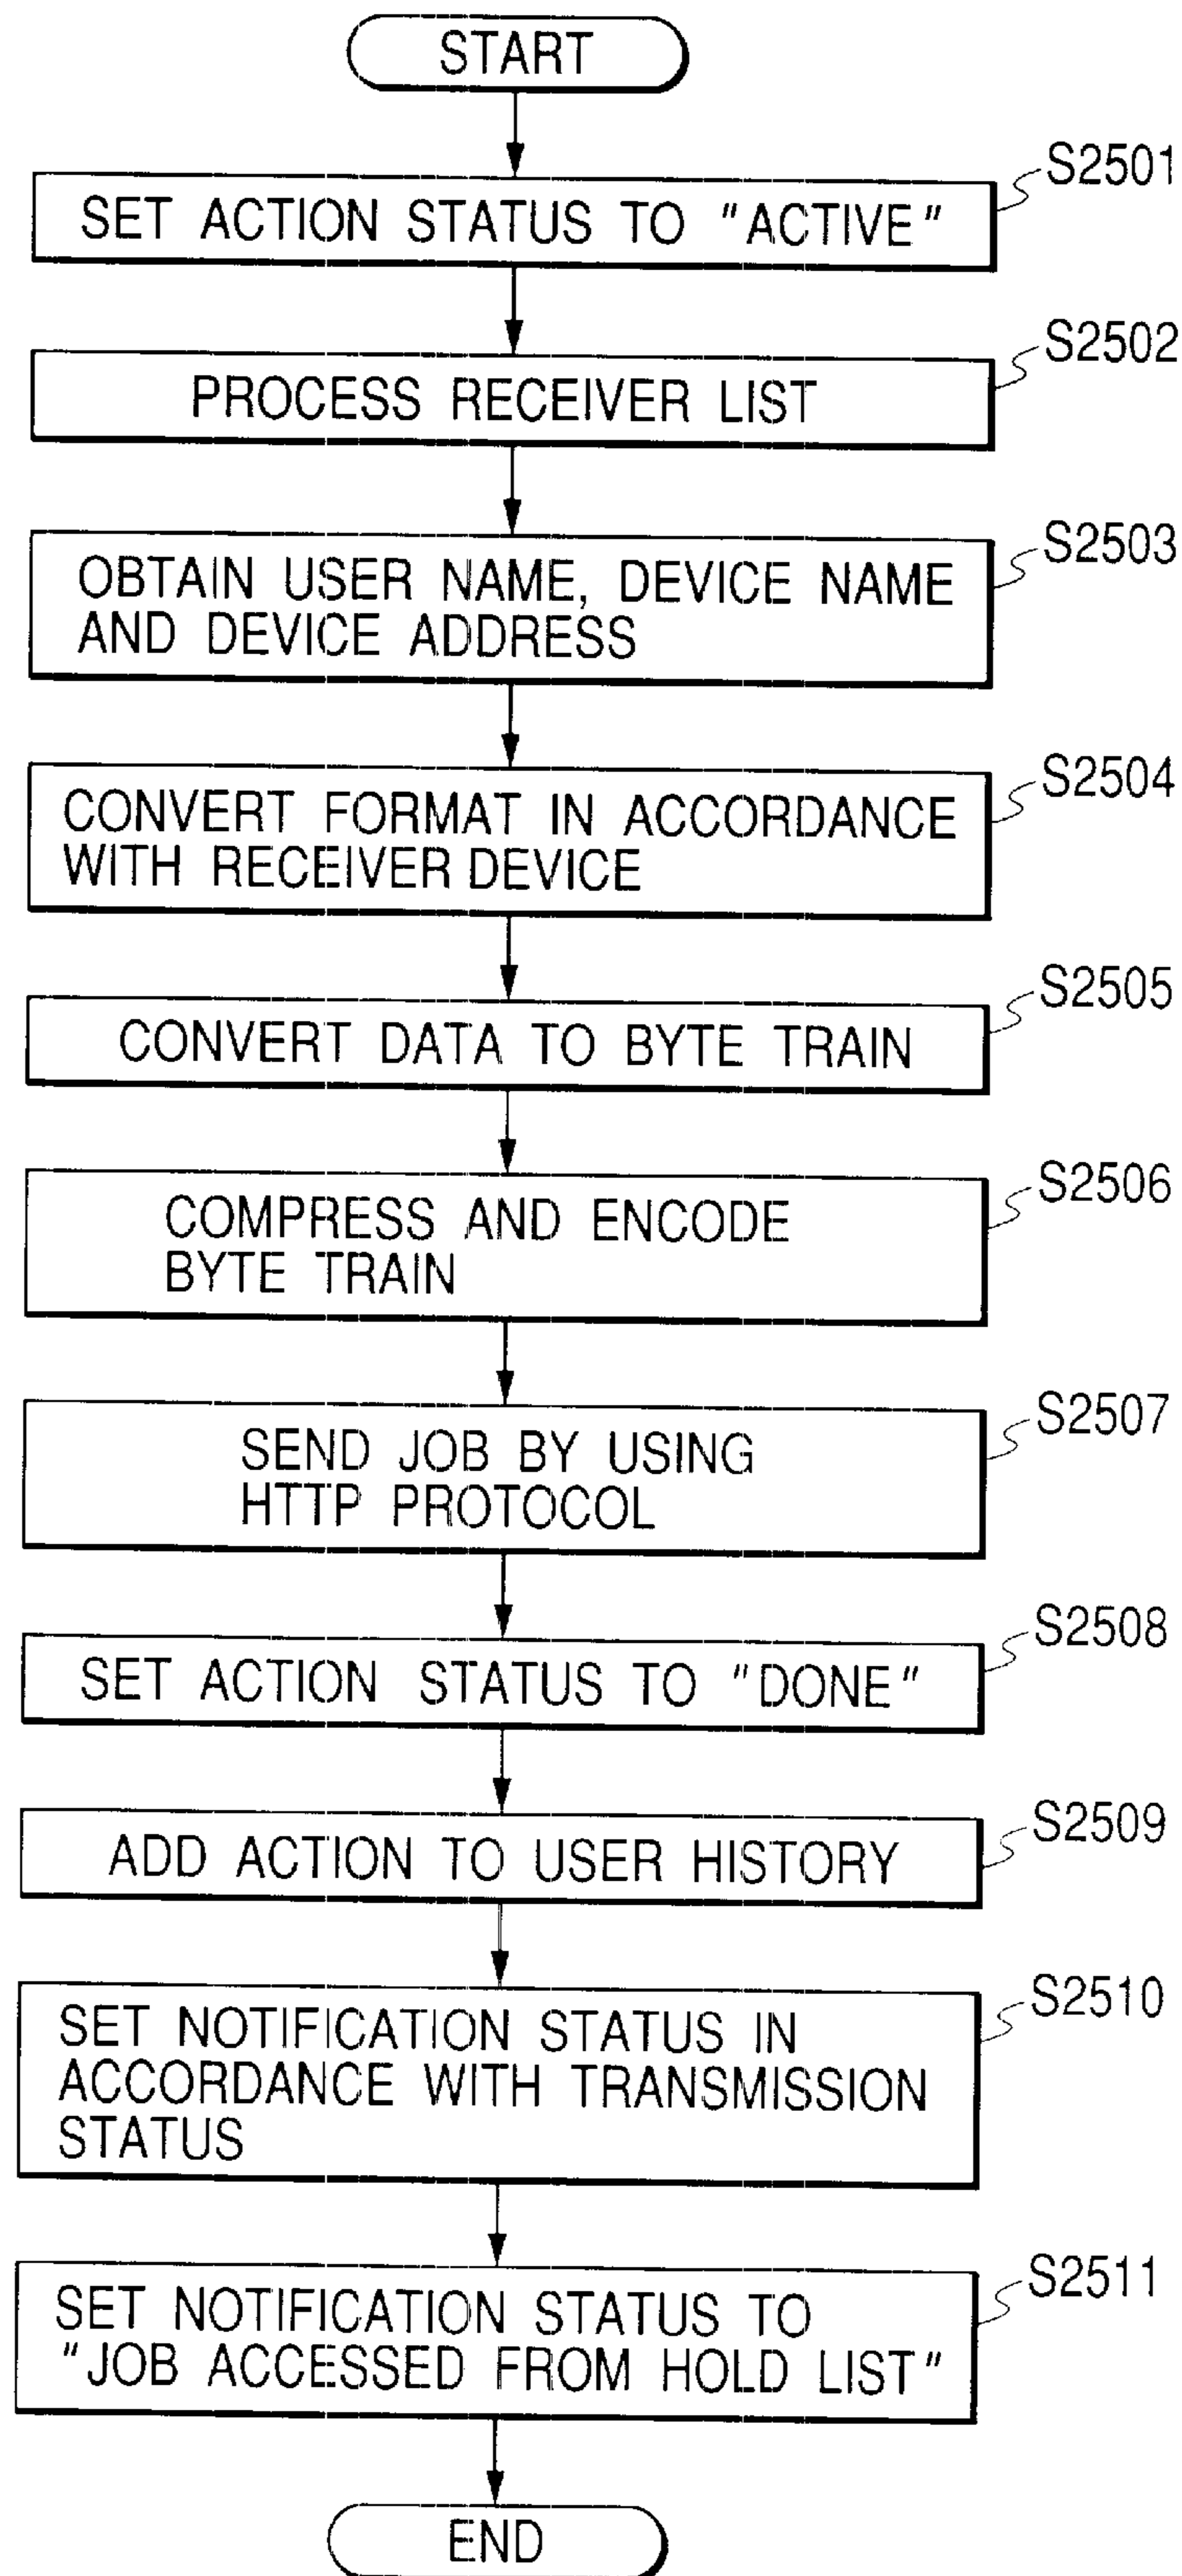 START
S2501
SET ACTION STATUS TO "ACTIVE"
S2502
PROCESS RECEIVER LIST
S2503
OBTAIN USER NAME, DEVICE NAME
AND DEVICE ADDRESS
S2504
CONVERT FORMAT IN ACCORDANCE
WITH RECEIVER DEVICE
S2505
CONVERT DATA TO BYTE TRAIN
S2506
COMPRESS AND ENCODE
BYTE TRAIN
S2507
SEND JOB BY USING
HTTP PROTOCOL
S2508
SET ACTION STATUS TO "DONE"
S2509
ADD ACTION TO USER HISTORY
S2510
SET NOTIFICATION STATUS IN
ACCORDANCE WITH TRANSMISSION
STATUS
S2511
SET NOTIFICATION STATUS TO
"JOB ACCESSED FROM HOLD LIST"
END